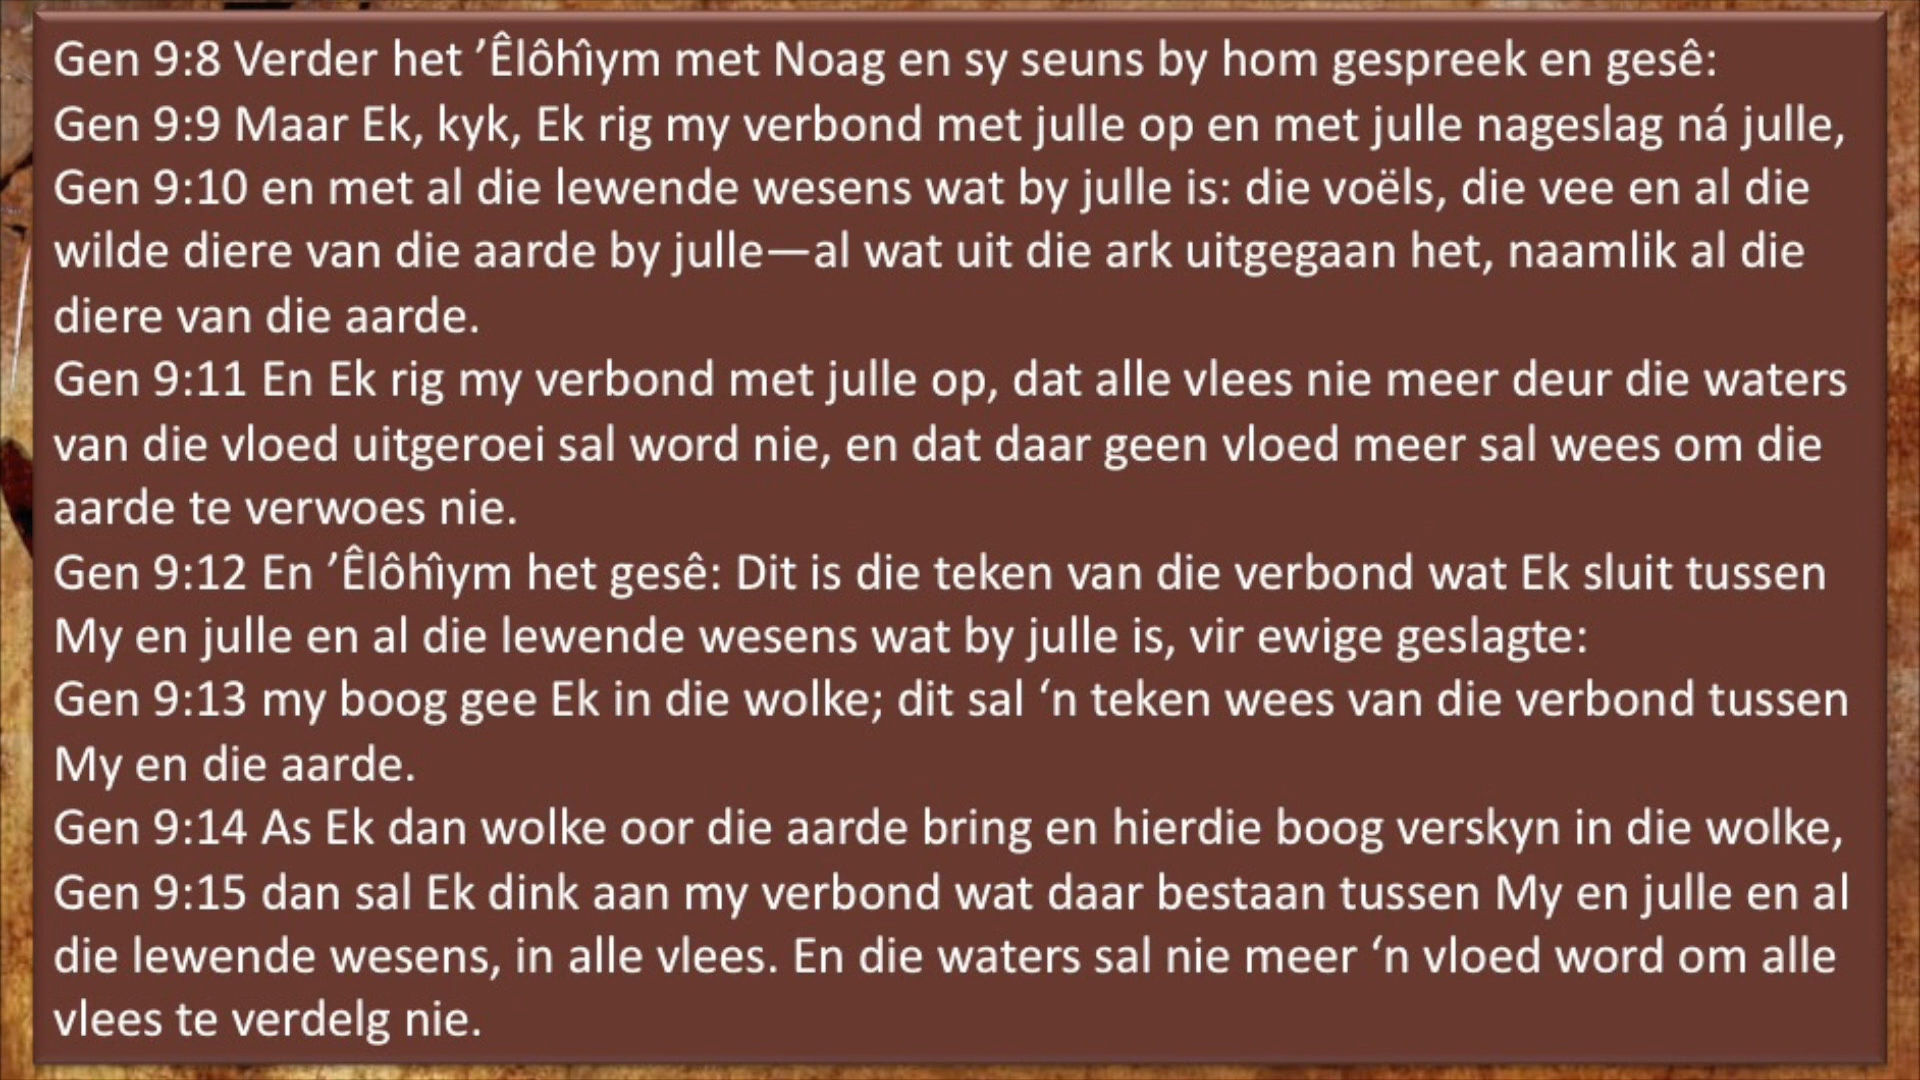 Gen 9:8 Verder het ’Êlôhîym met Noag en sy seuns by hom gespreek en gesê:
Gen 9:9 Maar Ek, kyk, Ek rig my verbond met julle op en met julle nageslag ná julle,
Gen 9:10 en met al die lewende wesens wat by julle is: die voëls, die vee en al die
wilde diere van die aarde by julle—al wat uit die ark uitgegaan het, naamlik al die
diere van die aarde.
Gen 9:11 En Ek rig my verbond met julle op, dat alle vlees nie meer deur die waters
van die vloed uitgeroei sal word nie, en dat daar geen vloed meer sal wees om die
aarde te verwoes nie.
Gen 9:12 En ’Êlôhîym het gesê: Dit is die teken van die verbond wat Ek sluit tussen
My en julle en al die lewende wesens wat by julle is, vir ewige geslagte:
Gen 9:13 my boog gee Ek in die wolke; dit sal ‘n teken wees van die verbond tussen
My en die aarde.
Gen 9:14 As Ek dan wolke oor die aarde bring en hierdie boog verskyn in die wolke,
Gen 9:15 dan sal Ek dink aan my verbond wat daar bestaan tussen My en julle en al
die lewende wesens, in alle vlees. En die waters sal nie meer ‘n vloed word om alle
vlees te verdelg nie.